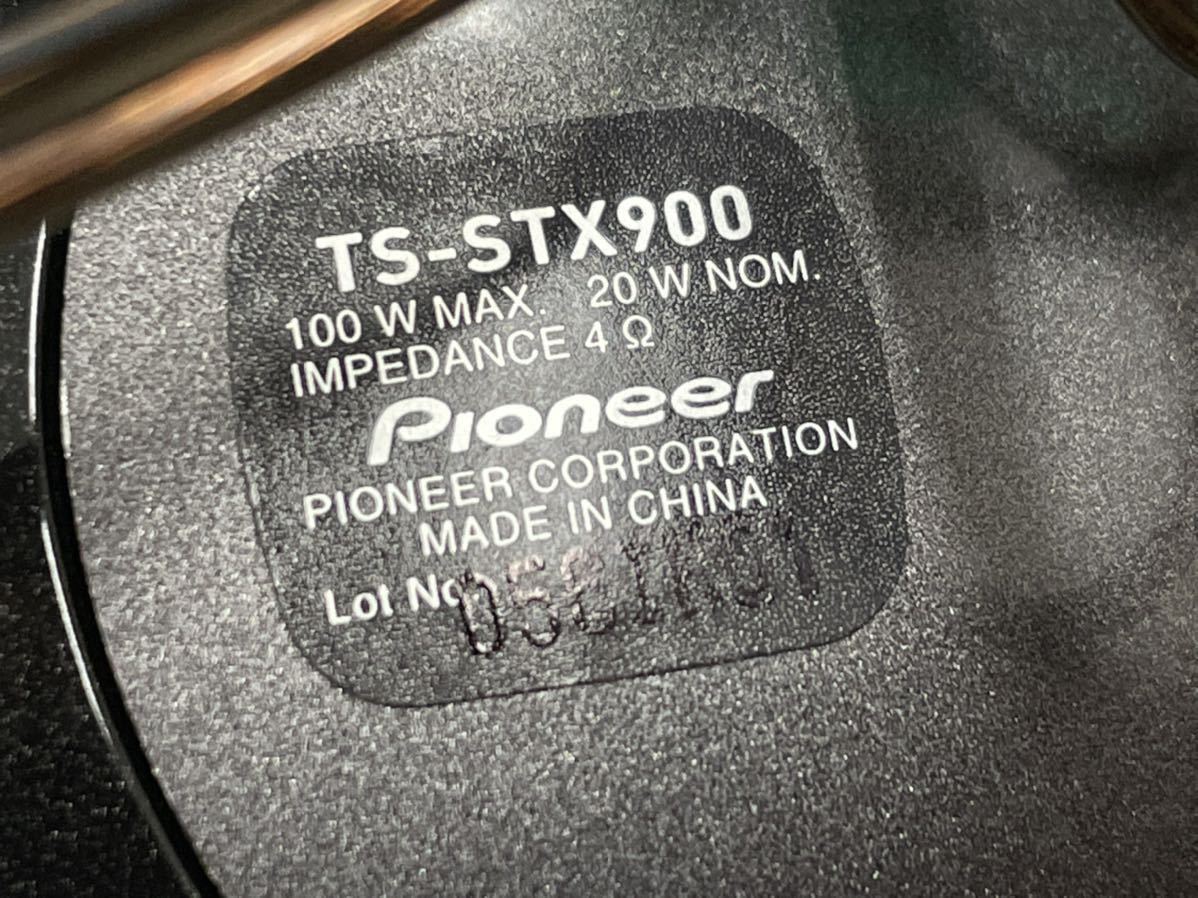 TS-STX900
100 W MAX. 20 W NOM.
IMPEDANCE 4 Ω
Pioneer
PIONEER CORPORATION
MADE IN CHINA
Lot No